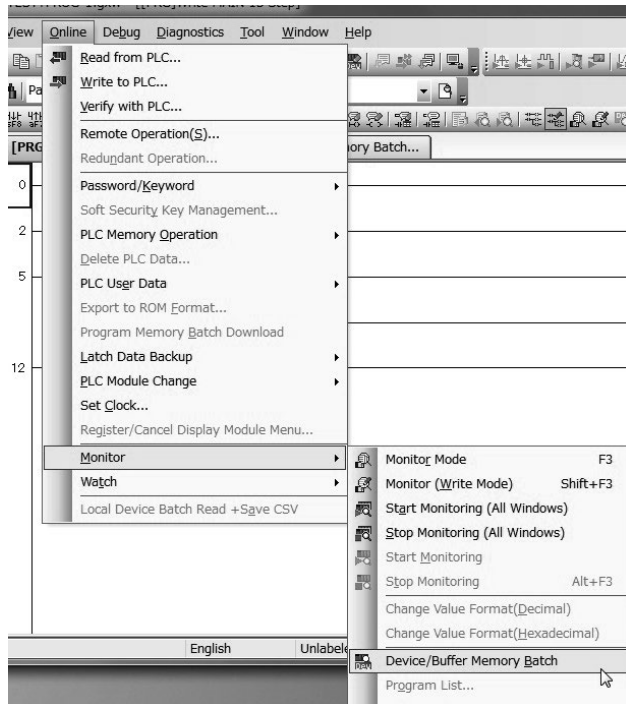 View Online Debug Diagnostics Tool Window Help
Read from PLC...
Write to PLC...
Verify with PLC...
Remote Operation(S)...
Redundant Operation...
Password/Keyword
Soft Security Key Management...
PLC Memory Operation
Delete PLC Data...
PLC User Data
Export to ROM Format...
Program Memory Batch Download
Latch Data Backup
PLC Module Change
Set Clock...
Register/Cancel Display Module Menu...
Monitor
Watch
Local Device Batch Read +Save CSV
Pa
[PRG
ory Batch...
0
2
5
12
Monitor Mode F3
Monitor (Write Mode) Shift+F3
Start Monitoring (All Windows)
Stop Monitoring (All Windows)
Start Monitoring
Stop Monitoring Alt+F3
Change Value Format(Decimal)
Change Value Format(Hexadecimal)
Device/Buffer Memory Batch
Program List...
English Unlabele